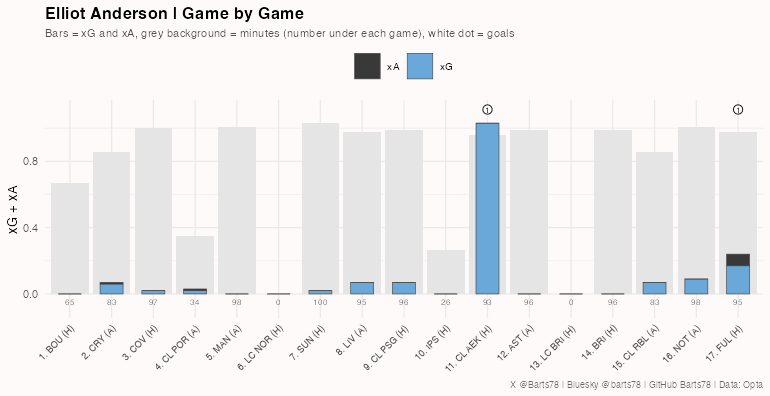 Elliot Anderson | Game by Game
Bars = xG and xA, grey background = minutes (number under each game), white dot = goals
xA xG
1 1
xG + xA
0.8
0.4
0.0
65 83 97 34 98 0 100 95 96 26 93 96 0 96 83 98 95
1. BOU (H)
2. CRY (A)
3. COV (H)
4. CL POR (A)
5. MAN (A)
6. LC NOR (H)
7. SUN (H)
8. LIV (A)
9. CL PSG (H)
10. IPS (H)
11. CL AEK (H)
12. AST (A)
13. LC BRI (H)
14. BRI (H)
15. CL RBL (A)
16. NOT (A)
17. FUL (H)
X @Barts78 | Bluesky @barts78 | GitHub Barts78 | Data: Opta